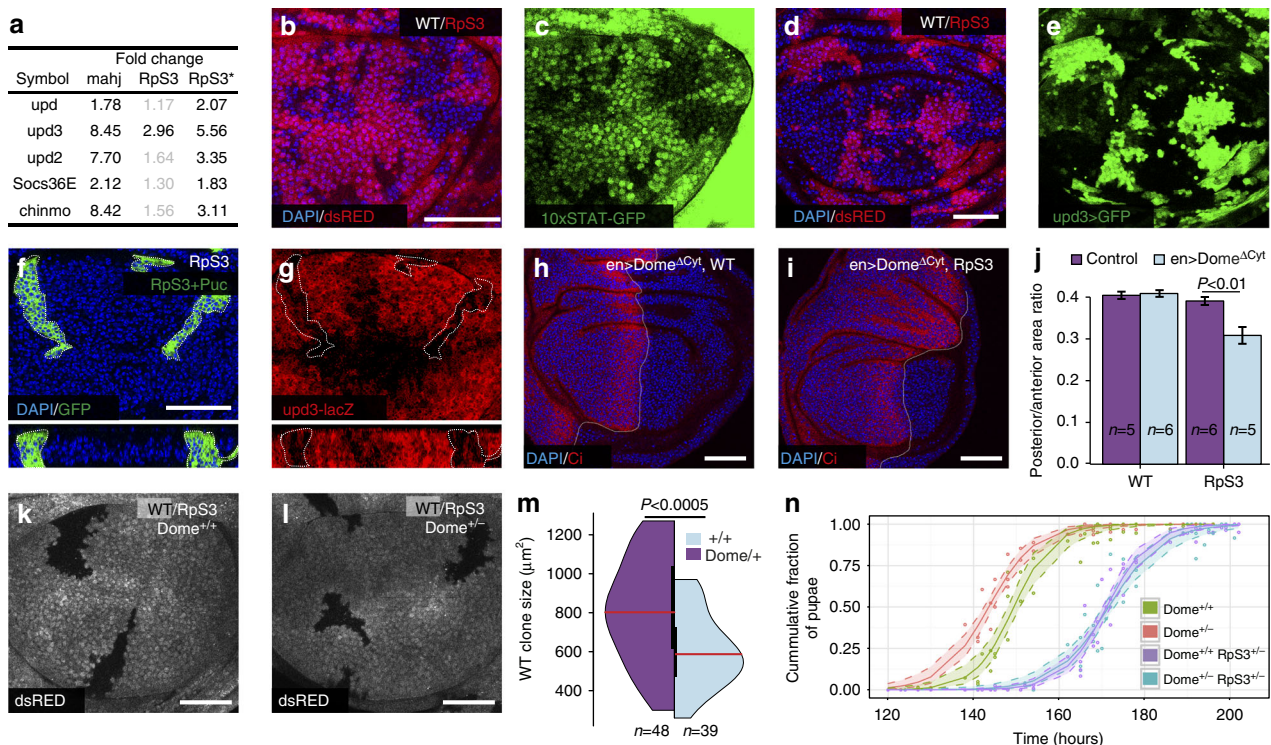 a
Fold change
Symbol mahj RpS3 RpS3*
upd 1.78 1.17 2.07
upd3 8.45 2.96 5.56
upd2 7.70 1.64 3.35
Socs36E 2.12 1.30 1.83
chinmo 8.42 1.56 3.11
b
WT/RpS3
DAPI/dsRED
c
10xSTAT-GFP
d
WT/RpS3
DAPI/dsRED
e
upd3>GFP
f
RpS3
RpS3+Puc
DAPI/GFP
g
upd3-lacZ
h
en>Dome^ΔCyt, WT
DAPI/Ci
i
en>Dome^ΔCyt, RpS3
DAPI/Ci
j
Control en>Dome^ΔCyt
P<0.01
Posterior/anterior area ratio
0.4
0.3
0.2
0.1
0.0
n=5 n=6 n=6 n=5
WT RpS3
k
WT/RpS3
Dome+/+
dsRED
l
WT/RpS3
Dome+/−
dsRED
m
P<0.0005
+/+
Dome/+
WT clone size (μm²)
1200
1000
800
600
400
n=48 n=39
n
Cummulative fraction
of pupae
1.00
0.75
0.50
0.25
0.00
Dome+/+
Dome+/−
Dome+/+ RpS3+/−
Dome+/− RpS3+/−
120 140 160 180 200
Time (hours)